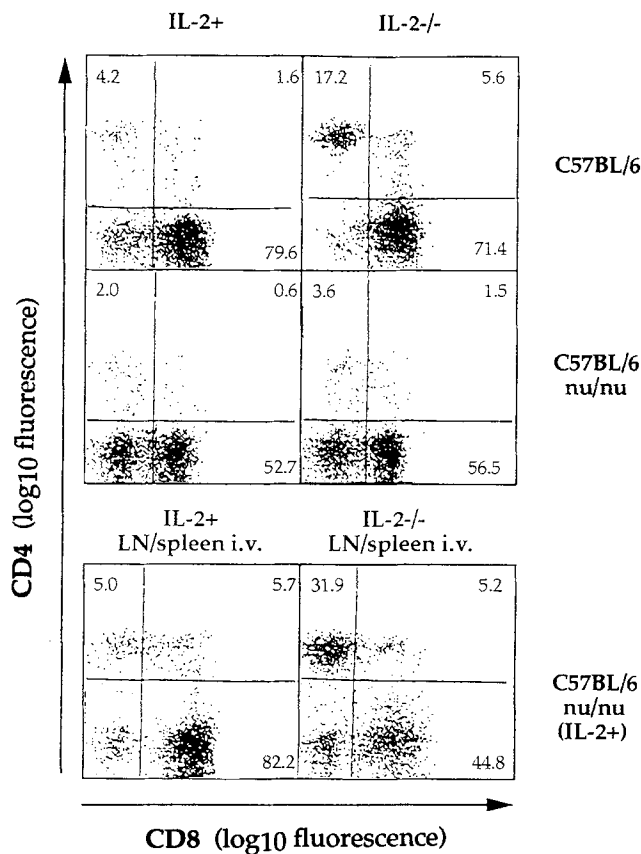 IL-2+ IL-2-/-
4.2 1.6 17.2 5.6
C57BL/6
79.6 71.4
2.0 0.6 3.6 1.5
C57BL/6
nu/nu
52.7 56.5
IL-2+ IL-2-/-
LN/spleen i.v. LN/spleen i.v.
5.0 5.7 31.9 5.2
C57BL/6
nu/nu
(IL-2+)
82.2 44.8
CD4 (log10 fluorescence)
CD8 (log10 fluorescence)